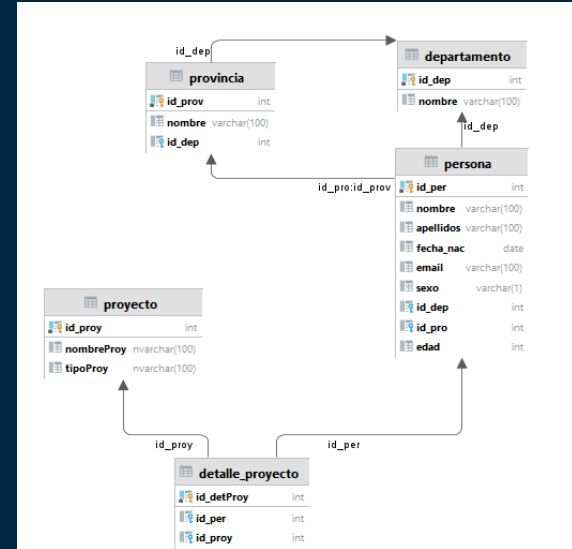 id_dep
departamento
id_dep int
nombre varchar(100)
provincia
id_prov int
nombre varchar(100)
id_dep int
id_dep
persona
id_per int
nombre varchar(100)
apellidos varchar(100)
fecha_nac date
email varchar(100)
sexo varchar(1)
id_dep int
id_pro int
edad int
id_pro:id_prov
proyecto
id_proy int
nombreProy nvarchar(100)
tipoProy nvarchar(100)
id_proy
id_per
detalle_proyecto
id_detProy int
id_per int
id_proy int